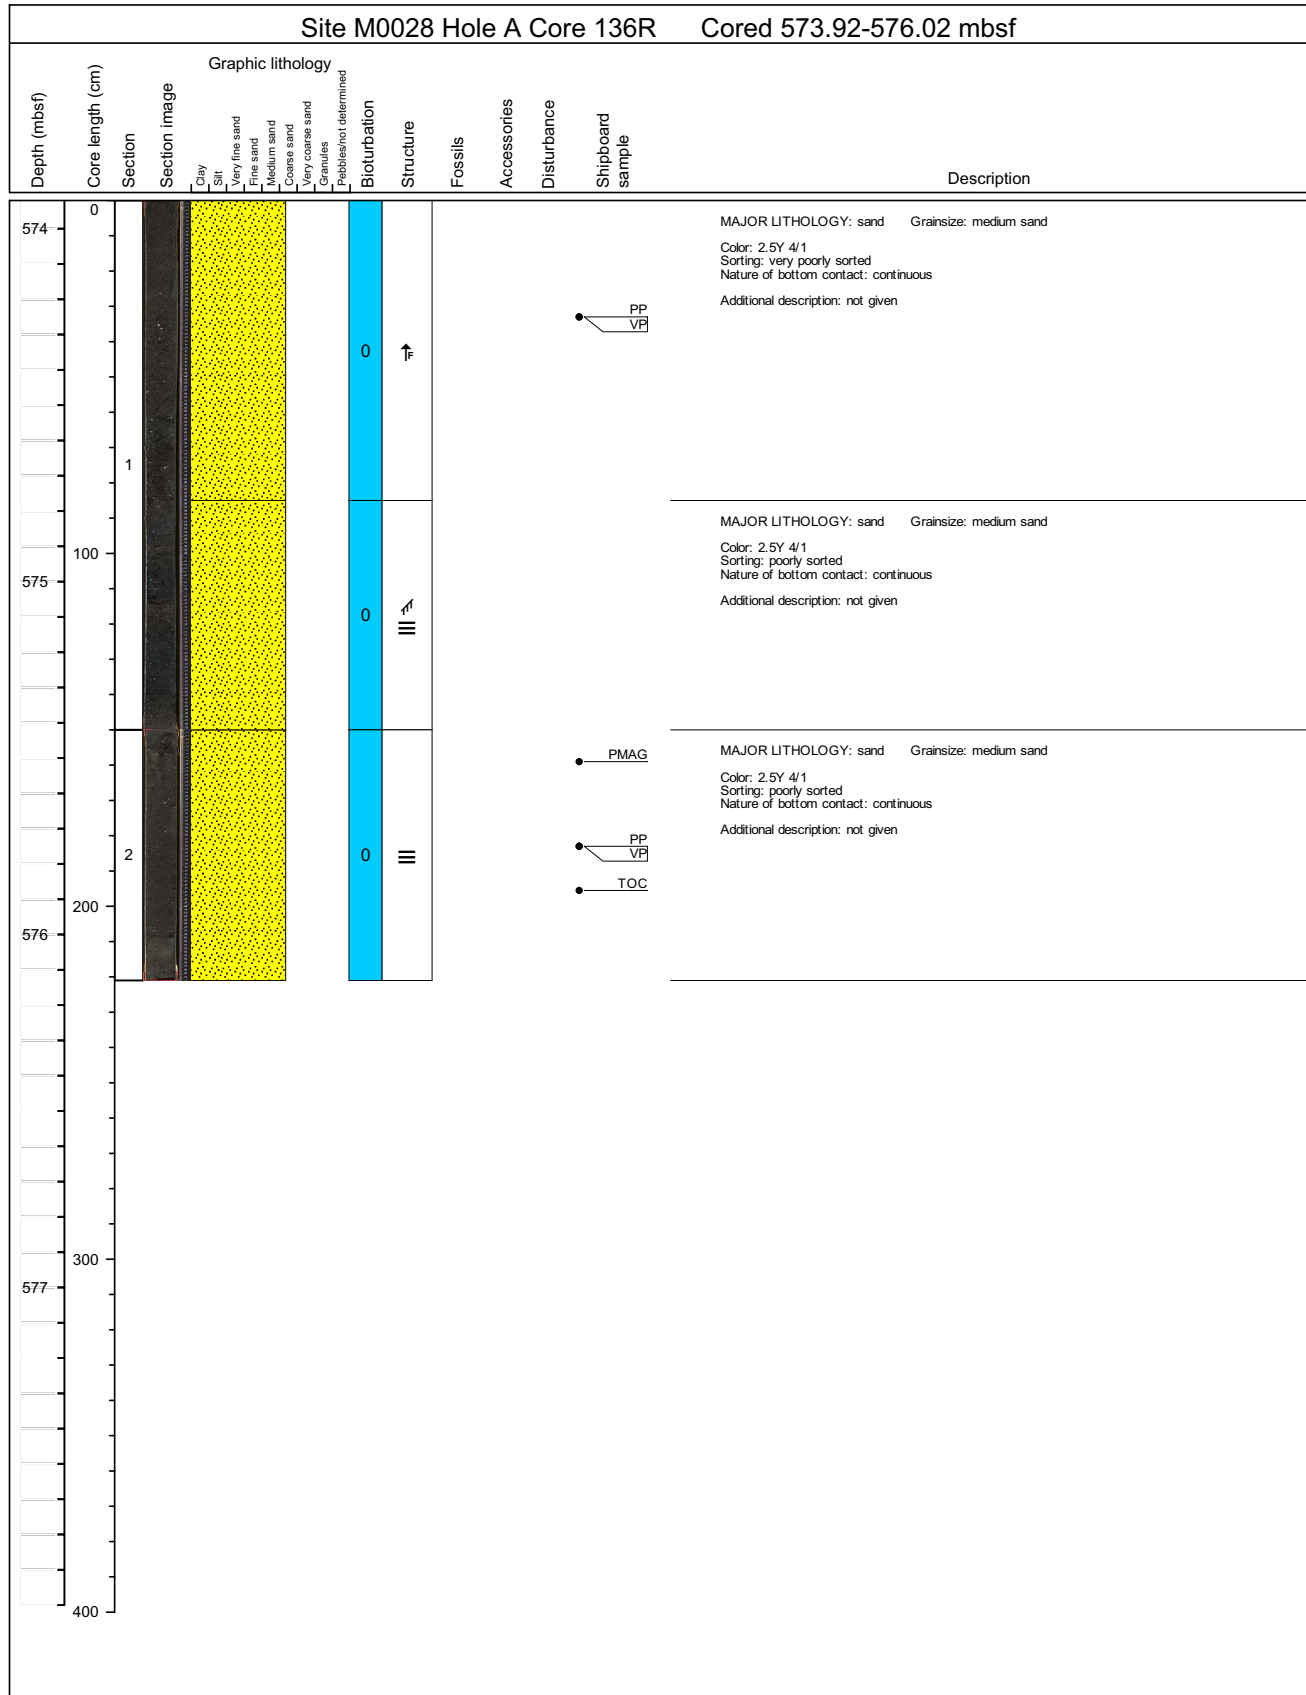 Site M0028 Hole A Core 136R Cored 573.92-576.02 mbsf
Graphic lithology
Depth (mbsf)
Core length (cm)
Section
Section image
Clay
Silt
Very fine sand
Fine sand
Medium sand
Coarse sand
Very coarse sand
Granules
Pebbles/not determined
Bioturbation
Structure
Fossils
Accessories
Disturbance
Shipboard
sample
Description
0
574
MAJOR LITHOLOGY: sand Grainsize: medium sand
Color: 2.5Y 4/1
Sorting: very poorly sorted
Nature of bottom contact: continuous
Additional description: not given
PP
VP
0
F
1
MAJOR LITHOLOGY: sand Grainsize: medium sand
Color: 2.5Y 4/1
Sorting: poorly sorted
Nature of bottom contact: continuous
Additional description: not given
100
575
0
MAJOR LITHOLOGY: sand Grainsize: medium sand
Color: 2.5Y 4/1
Sorting: poorly sorted
Nature of bottom contact: continuous
Additional description: not given
PMAG
PP
VP
2
0
TOC
200
576
300
577
400